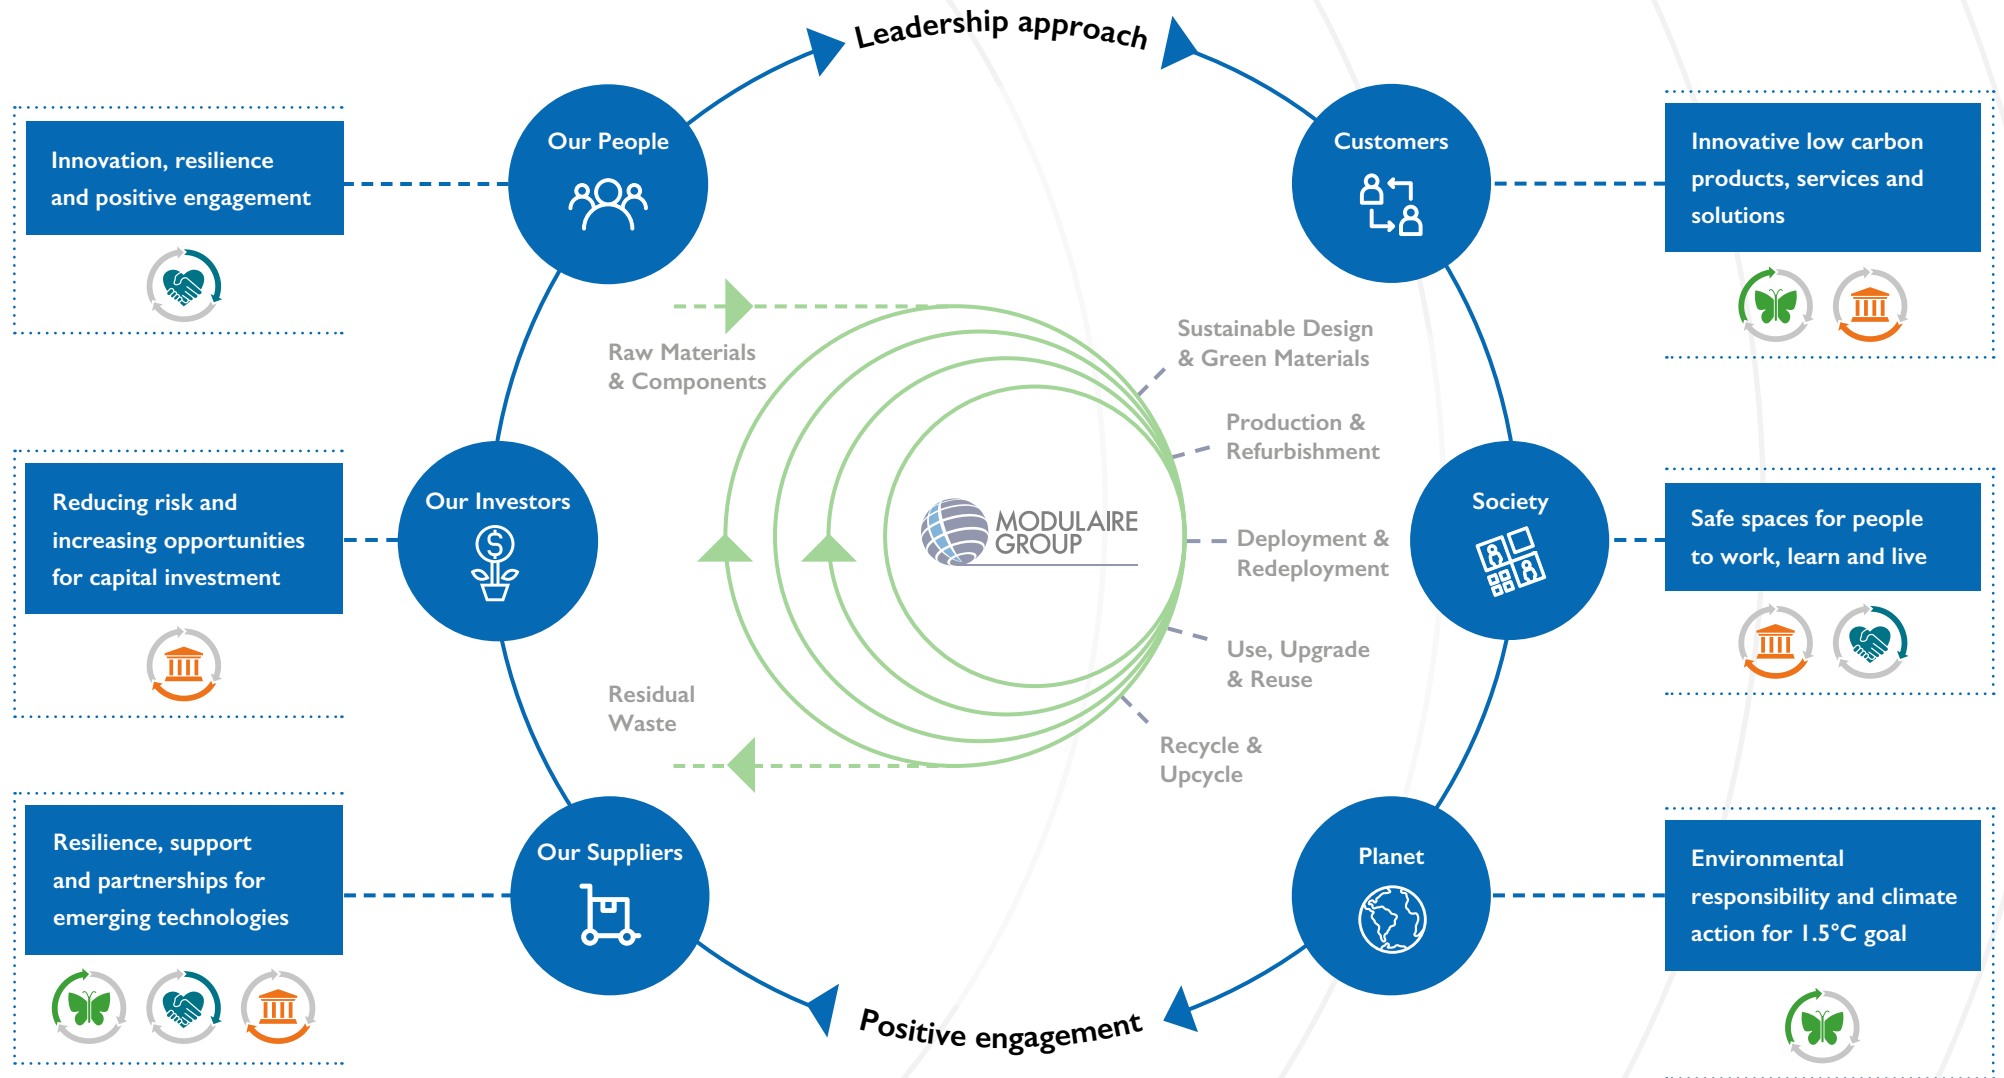 Leadership approach
Our People
Innovation, resilience
and positive engagement
Customers
Innovative low carbon
products, services and
solutions
Raw Materials
& Components
Sustainable Design
& Green Materials
Production &
Refurbishment
Our Investors
Reducing risk and
increasing opportunities
for capital investment
$
MODULAIRE
GROUP
Deployment &
Redeployment
Society
Safe spaces for people
to work, learn and live
Use, Upgrade
& Reuse
Residual
Waste
Recycle &
Upcycle
Our Suppliers
Resilience, support
and partnerships for
emerging technologies
Planet
Environmental
responsibility and climate
action for 1.5°C goal
Positive engagement